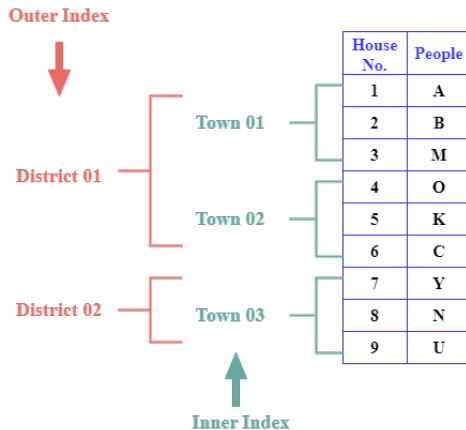 Outer Index
House No. People
1 A
Town 01 2 B
3 M
District 01
4 O
Town 02 5 K
6 C
7 Y
District 02 Town 03 8 N
9 U
Inner Index